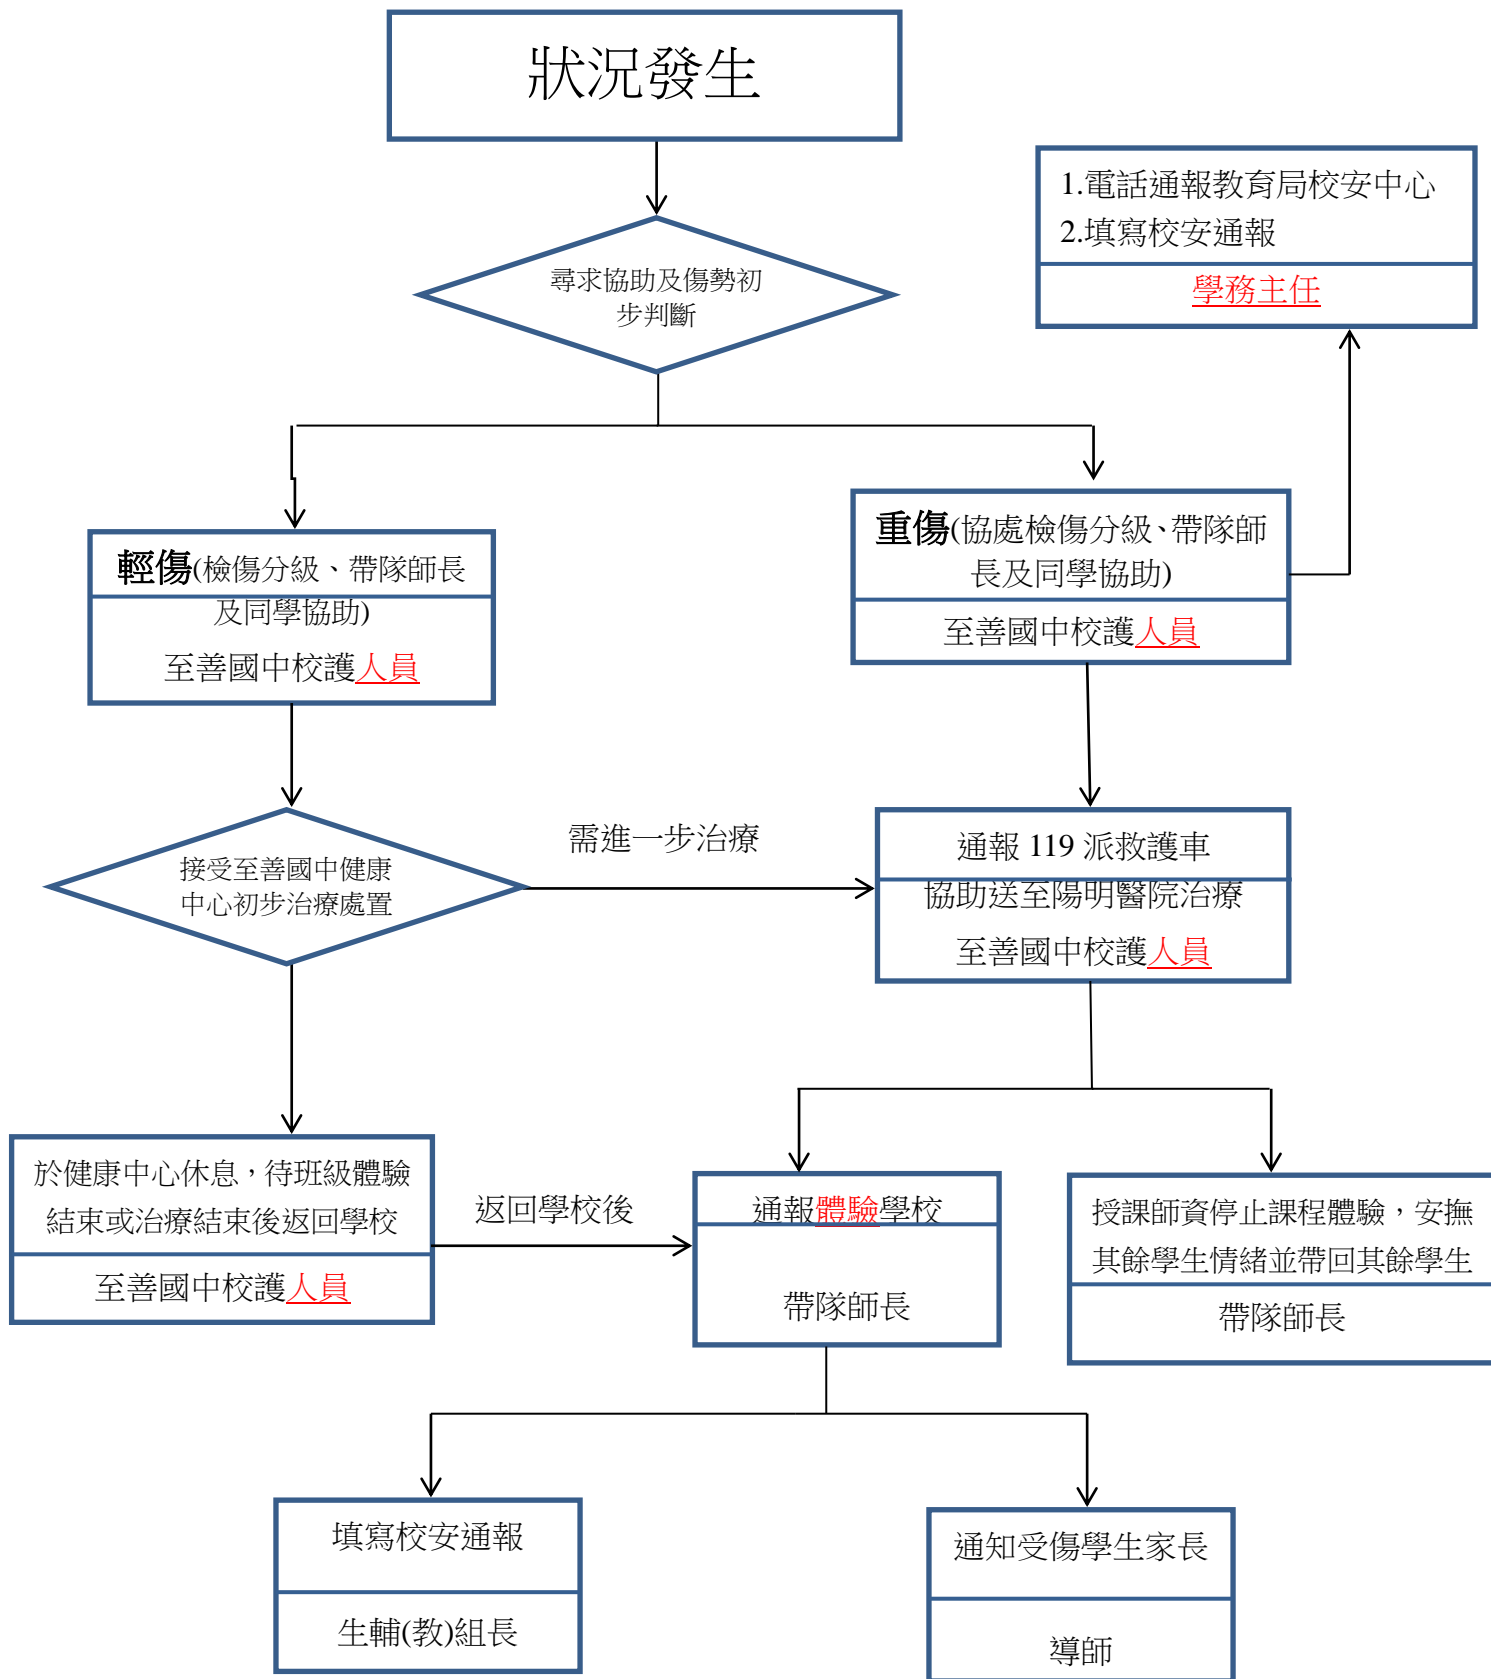 狀況發生
1.電話通報教育局校安中心
2.填寫校安通報
學務主任
尋求協助及傷勢初
步判斷
輕傷(檢傷分級、帶隊師長
及同學協助)
至善國中校護人員
重傷(協處檢傷分級、帶隊師
長及同學協助)
至善國中校護人員
接受至善國中健康
中心初步治療處置
需進一步治療
通報 119 派救護車
協助送至陽明醫院治療
至善國中校護人員
於健康中心休息，待班級體驗
結束或治療結束後返回學校
至善國中校護人員
返回學校後
通報體驗學校
帶隊師長
授課師資停止課程體驗，安撫
其餘學生情緒並帶回其餘學生
帶隊師長
填寫校安通報
生輔(教)組長
通知受傷學生家長
導師